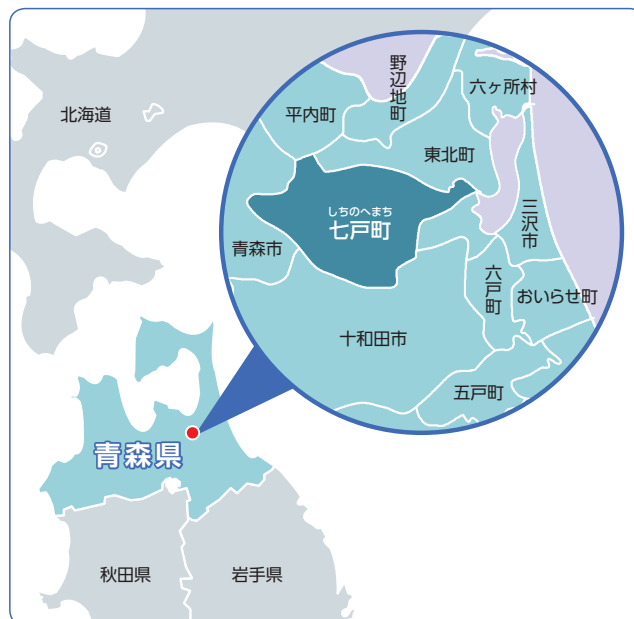 北海道
野辺地町
六ヶ所村
平内町
東北町
しちのへまち
七戸町
三沢市
青森市
六戸町
おいらせ町
十和田市
五戸町
青森県
秋田県
岩手県